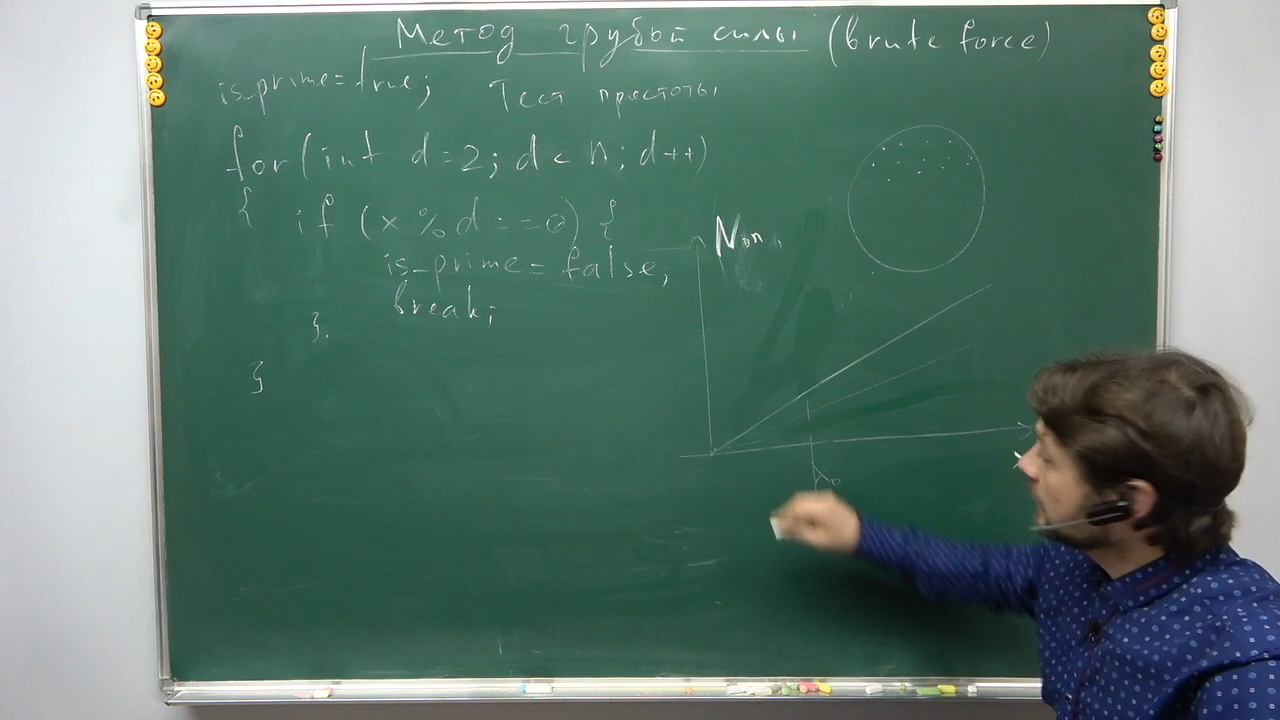 Метод грубой силы (brute force)
is_prime=true; Тест простоты
for(int d=2; d<n; d++)
{ if (x%d==0) {
is_prime=false;
break;
}.
}
N